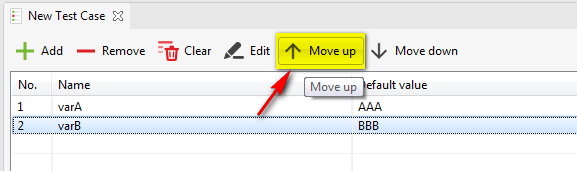 New Test Case
Add Remove Clear Edit Move up Move down
Move up
No. Name Default value
1 varA AAA
2 varB BBB